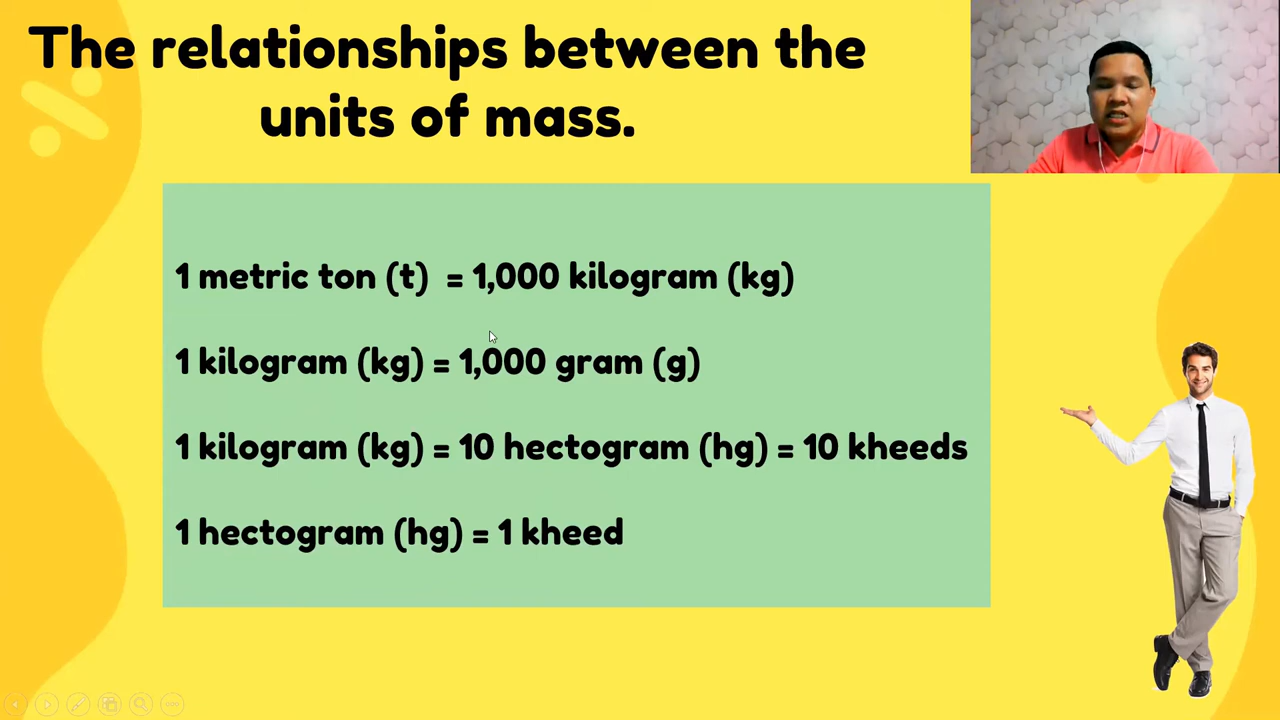 The relationships between the
units of mass.
1 metric ton (t) = 1,000 kilogram (kg)
1 kilogram (kg) = 1,000 gram (g)
1 kilogram (kg) = 10 hectogram (hg) = 10 kheeds
1 hectogram (hg) = 1 kheed